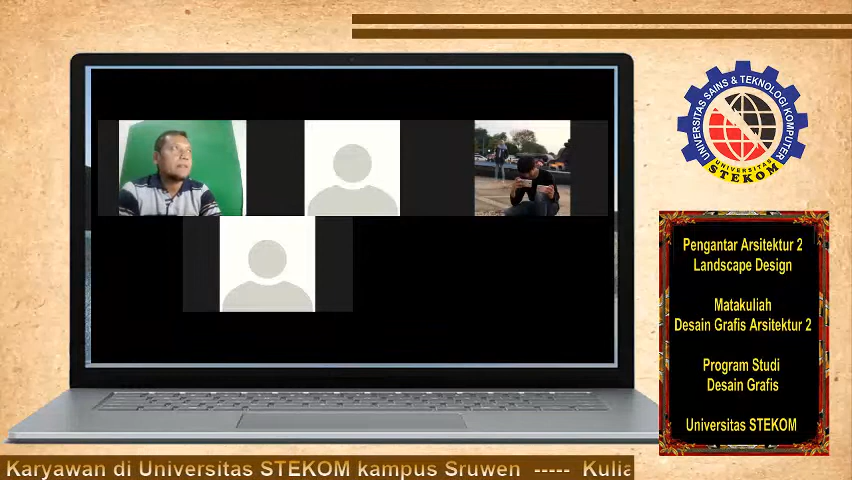 UNIVERSITAS SAINS & TEKNOLOGI KOMPUTER
UNIVERSITAS
STEKOM
Pengantar Arsitektur 2
Landscape Design
Matakuliah
Desain Grafis Arsitektur 2
Program Studi
Desain Grafis
Universitas STEKOM
Karyawan di Universitas STEKOM kampus Sruwen ----- Kulia